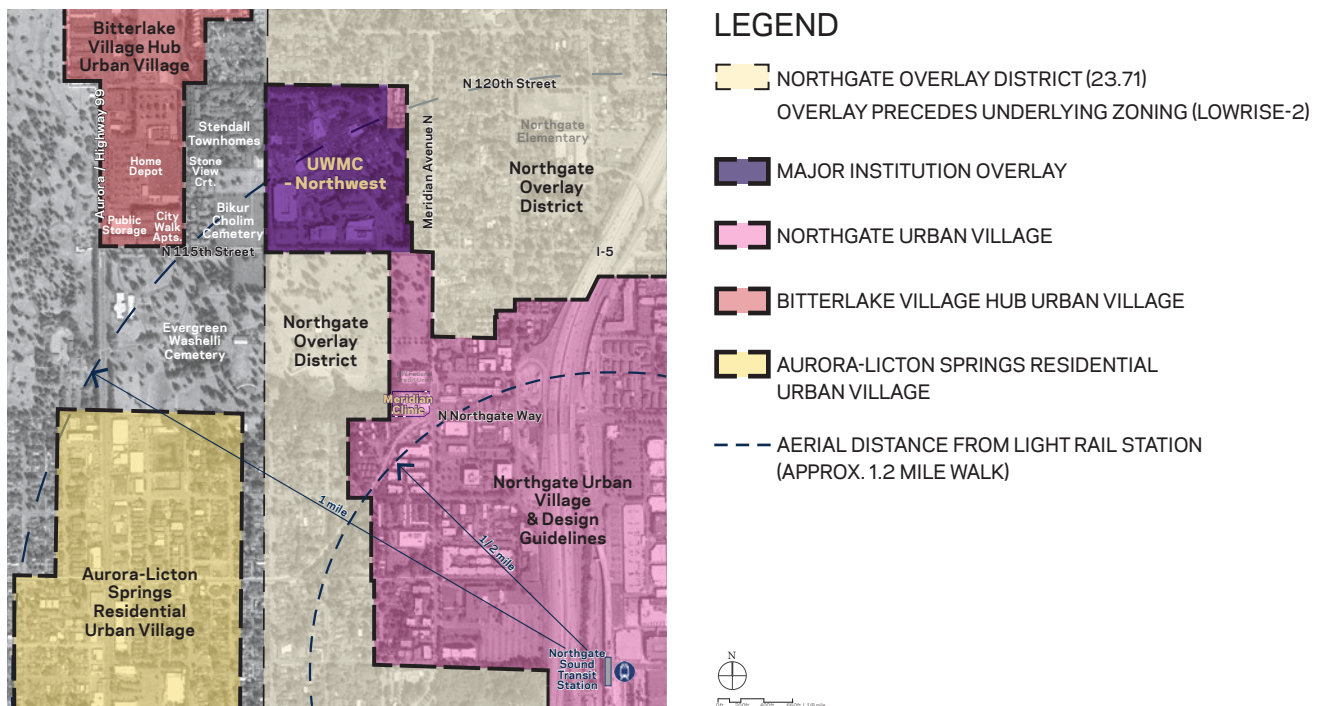 Bitterlake
Village Hub
Urban Village
Aurora / Highway 99
Home
Depot
Public
Storage
City
Walk
Apts.
Stendall
Townhomes
Stone
View
Crt.
Bikur
Cholim
Cemetery
N 115th Street
UWMC
- Northwest
Meridian Avenue N
N 120th Street
Northgate
Elementary
Northgate
Overlay
District
I-5
Evergreen
Washelli
Cemetery
Northgate
Overlay
District
Meridian
Clinic
N Northgate Way
1 mile
1/2 mile
Northgate Urban
Village
& Design
Guidelines
Aurora-Licton
Springs
Residential
Urban Village
Northgate
Sound
Transit
Station
LEGEND
NORTHGATE OVERLAY DISTRICT (23.71)
OVERLAY PRECEDES UNDERLYING ZONING (LOWRISE-2)
MAJOR INSTITUTION OVERLAY
NORTHGATE URBAN VILLAGE
BITTERLAKE VILLAGE HUB URBAN VILLAGE
AURORA-LICTON SPRINGS RESIDENTIAL
URBAN VILLAGE
AERIAL DISTANCE FROM LIGHT RAIL STATION
(APPROX. 1.2 MILE WALK)
N